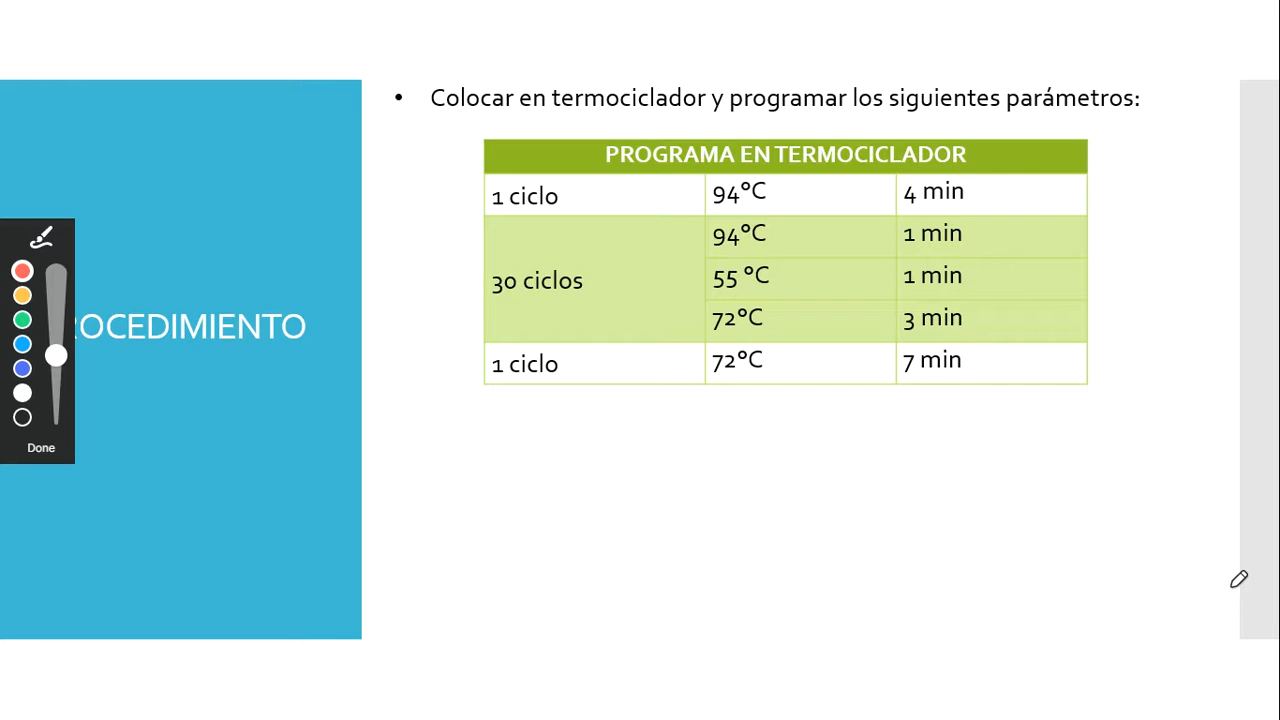 • Colocar en termociclador y programar los siguientes parámetros:
PROGRAMA EN TERMOCICLADOR
1 ciclo 94°C 4 min
30 ciclos 94°C 1 min
55 °C 1 min
72°C 3 min
1 ciclo 72°C 7 min
ROCEDIMIENTO
Done